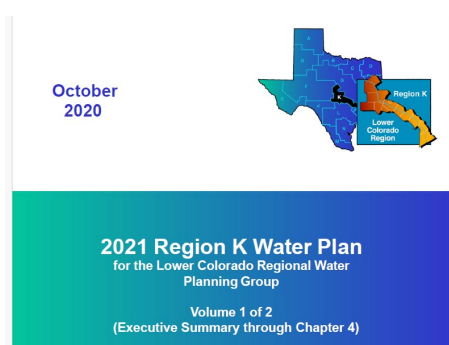 October
2020
Region K
Lower
Colorado
Region
2021 Region K Water Plan
for the Lower Colorado Regional Water
Planning Group
Volume 1 of 2
(Executive Summary through Chapter 4)